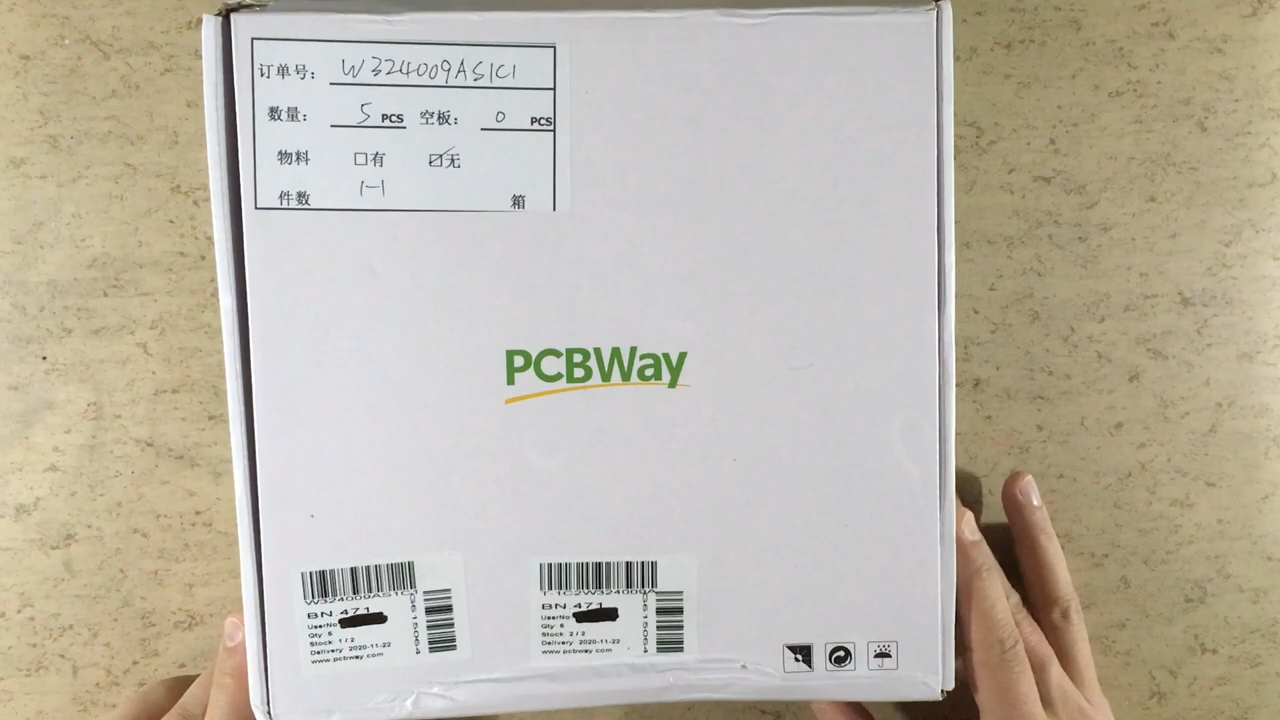 订单号: W324009AS1C1
数量: 5 PCS 空板: 0 PCS
物料 □有 ☑无
件数 1-1 箱
PCBWay
W324009AS1C
BN.471
UserNo
Qty 6
Stock 1/2
Delivery 2020-11-22
www.pcbway.com
T-1C2W324009A
BN.471
UserNo
Qty 6
Stock 2/2
Delivery 2020-11-22
www.pcbway.com